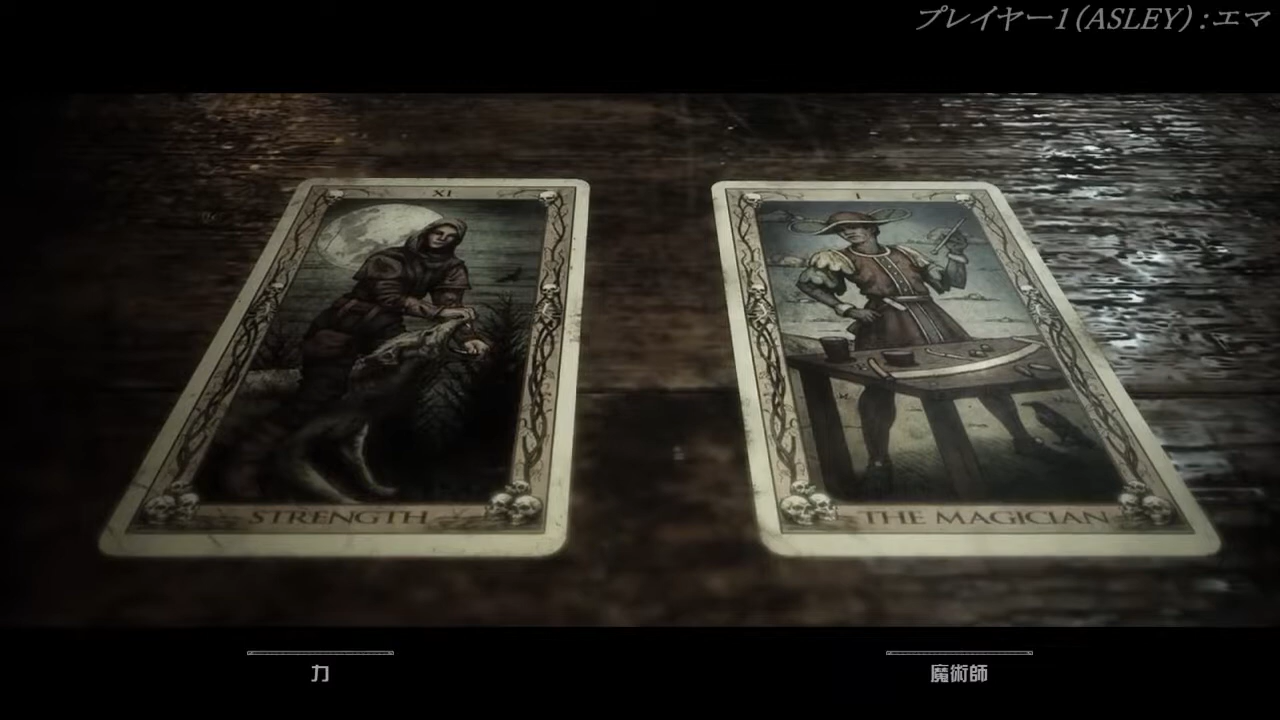 プレイヤー1(ASLEY):エマ
XI
I
STRENGTH
THE MAGICIAN
力
魔術師